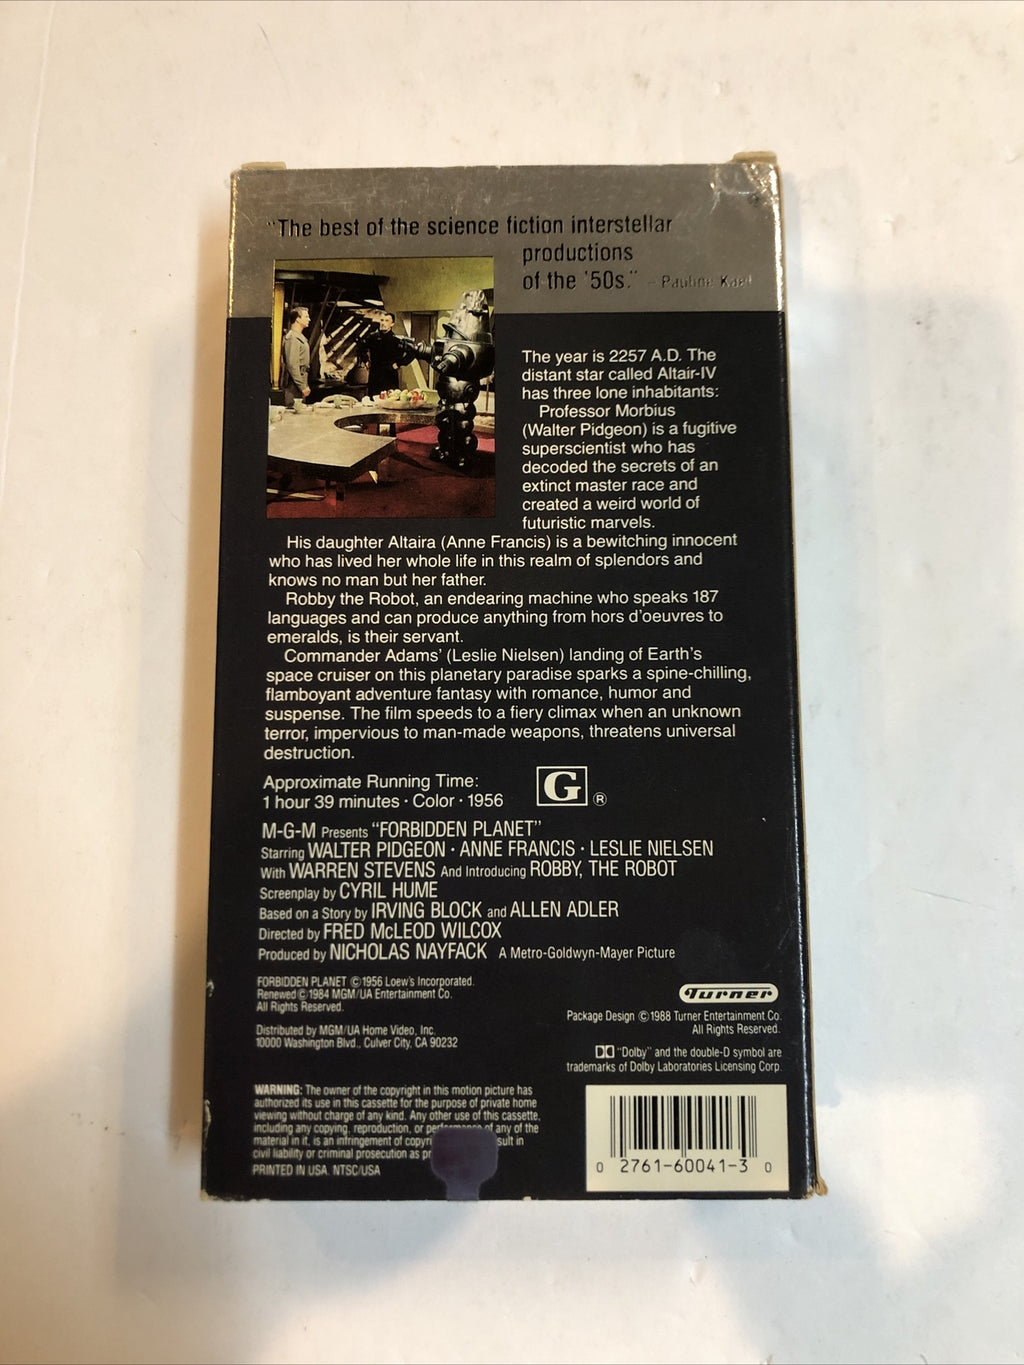 "The best of the science fiction interstellar
productions
of the '50s." – Pauline Kael
The year is 2257 A.D. The
distant star called Altair-IV
has three lone inhabitants:
Professor Morbius
(Walter Pidgeon) is a fugitive
superscientist who has
decoded the secrets of an
extinct master race and
created a weird world of
futuristic marvels.
His daughter Altaira (Anne Francis) is a bewitching innocent
who has lived her whole life in this realm of splendors and
knows no man but her father.
Robby the Robot, an endearing machine who speaks 187
languages and can produce anything from hors d'oeuvres to
emeralds, is their servant.
Commander Adams' (Leslie Nielsen) landing of Earth's
space cruiser on this planetary paradise sparks a spine-chilling,
flamboyant adventure fantasy with romance, humor and
suspense. The film speeds to a fiery climax when an unknown
terror, impervious to man-made weapons, threatens universal
destruction.
Approximate Running Time:
1 hour 39 minutes · Color · 1956
G ®
M-G-M Presents "FORBIDDEN PLANET"
Starring WALTER PIDGEON · ANNE FRANCIS · LESLIE NIELSEN
With WARREN STEVENS And Introducing ROBBY, THE ROBOT
Screenplay by CYRIL HUME
Based on a Story by IRVING BLOCK and ALLEN ADLER
Directed by FRED McLEOD WILCOX
Produced by NICHOLAS NAYFACK A Metro-Goldwyn-Mayer Picture
FORBIDDEN PLANET ©1956 Loew's Incorporated.
Renewed ©1984 MGM/UA Entertainment Co.
All Rights Reserved.
Distributed by MGM/UA Home Video, Inc.
10000 Washington Blvd., Culver City, CA 90232
Turner
Package Design ©1988 Turner Entertainment Co.
All Rights Reserved.
"Dolby" and the double-D symbol are
trademarks of Dolby Laboratories Licensing Corp.
WARNING: The owner of the copyright in this motion picture has
authorized its use in this cassette for the purpose of private home
viewing without charge of any kind. Any other use of this cassette,
including any copying, reproduction, or performance of any of the
material in it, is an infringement of copyri sult in
civil liability or criminal prosecution as pr
PRINTED IN USA. NTSC/USA
0 2761-60041-3 0